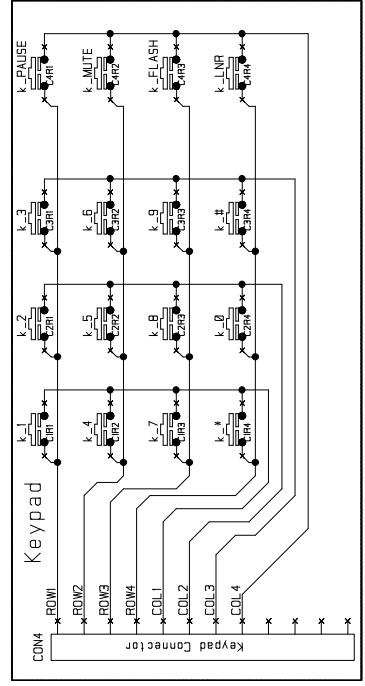 Keypad
CON4
Keypad Connector
ROW1
ROW2
ROW3
ROW4
COL1
COL2
COL3
COL4
k_1
k_2
k_3
k_PAUSE
C1R1
C2R1
C3R1
C4R1
k_4
k_5
k_6
k_MUTE
C1R2
C2R2
C3R2
C4R2
k_7
k_8
k_9
k_FLASH
C1R3
C2R3
C3R3
C4R3
k_*
k_0
k_#
k_LNR
C1R4
C2R4
C3R4
C4R4